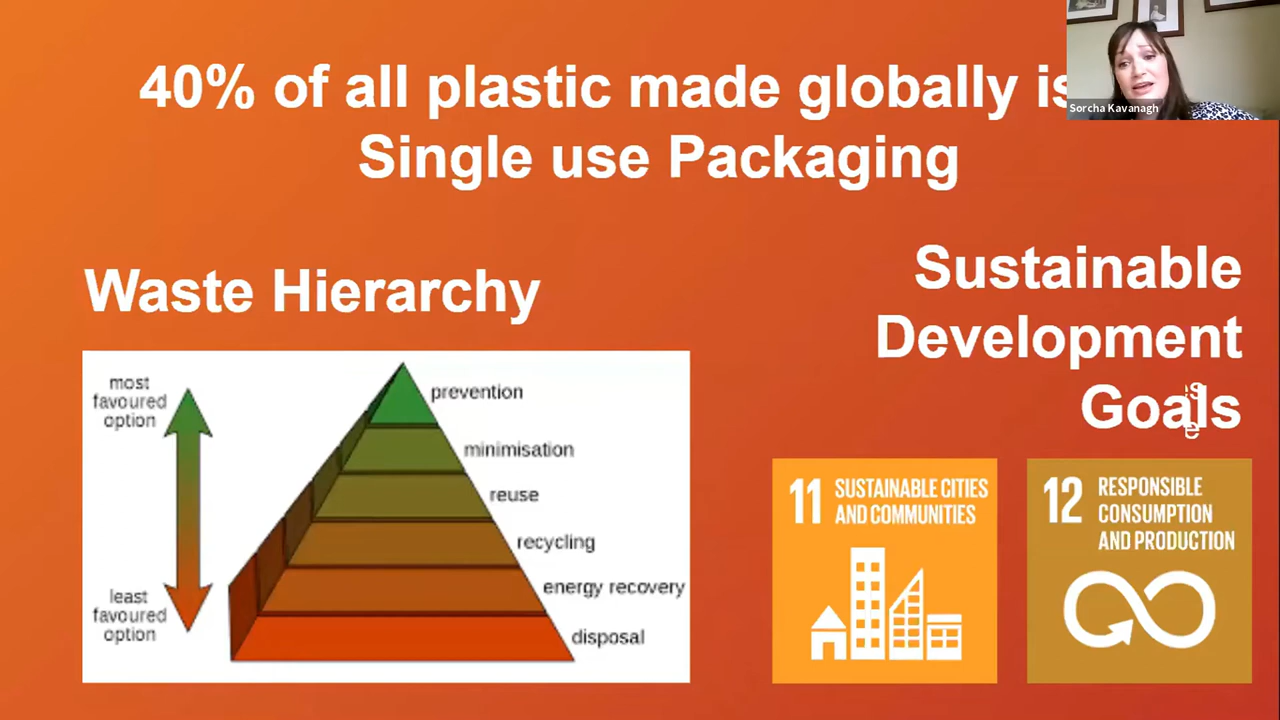 40% of all plastic made globally is
Single use Packaging
Sorcha Kavanagh
Waste Hierarchy
most
favoured
option
prevention
minimisation
reuse
recycling
energy recovery
disposal
least
favoured
option
Sustainable
Development
Goals
11 SUSTAINABLE CITIES
AND COMMUNITIES
12 RESPONSIBLE
CONSUMPTION
AND PRODUCTION